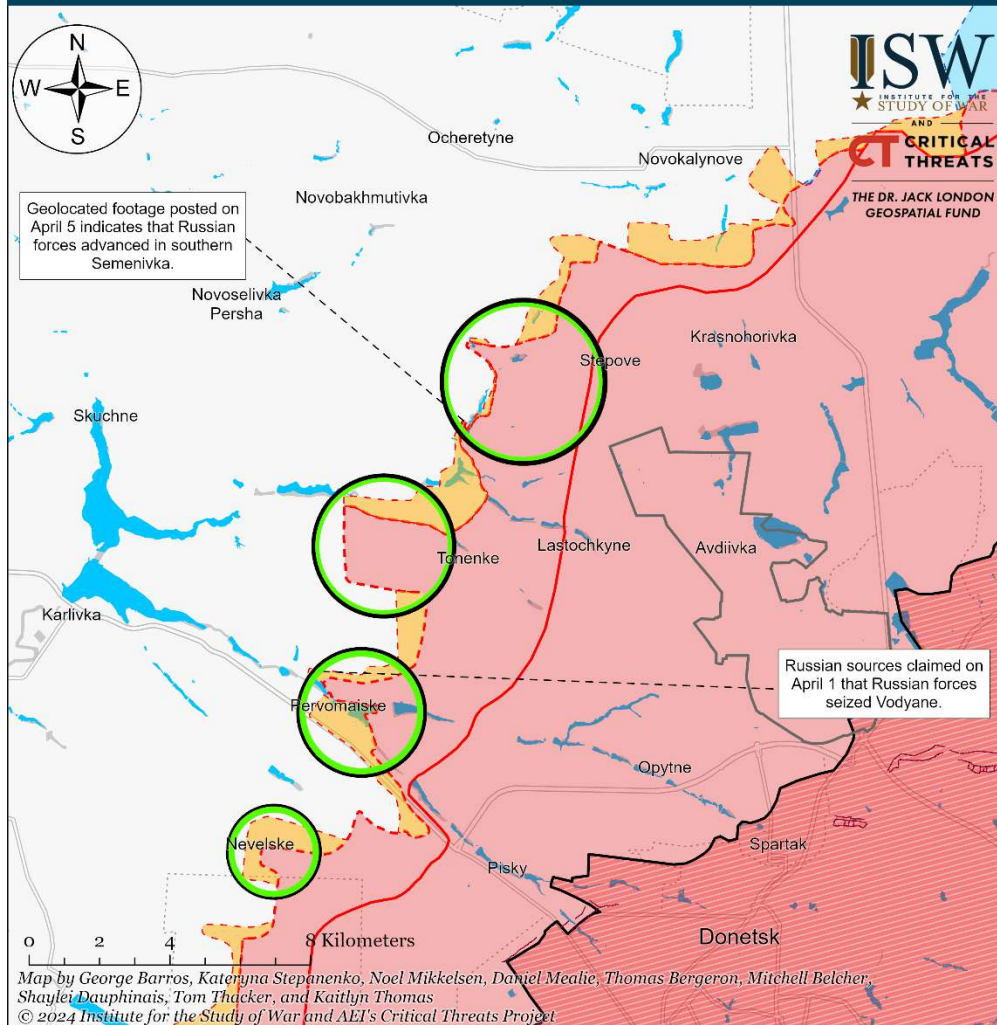 N
W
E
S
ISW
INSTITUTE FOR THE
STUDY OF WAR
AND
CT CRITICAL
THREATS
THE DR. JACK LONDON
GEOSPATIAL FUND
Ocheretyne
Novokalynove
Novobakhmutivka
Geolocated footage posted on
April 5 indicates that Russian
forces advanced in southern
Semenivka.
Novoselivka
Persha
Krasnohorivka
Stepove
Skuchne
Lastochkyne
Avdiivka
Tonenke
Karlivka
Russian sources claimed on
April 1 that Russian forces
seized Vodyane.
Pervomaiske
Opytne
Nevelske
Spartak
Pisky
Donetsk
0 2 4 8 Kilometers
Map by George Barros, Kateryna Stepanenko, Noel Mikkelsen, Daniel Mealie, Thomas Bergeron, Mitchell Belcher,
Shaylei Dauphinais, Tom Thacker, and Kaitlyn Thomas
© 2024 Institute for the Study of War and AEI's Critical Threats Project